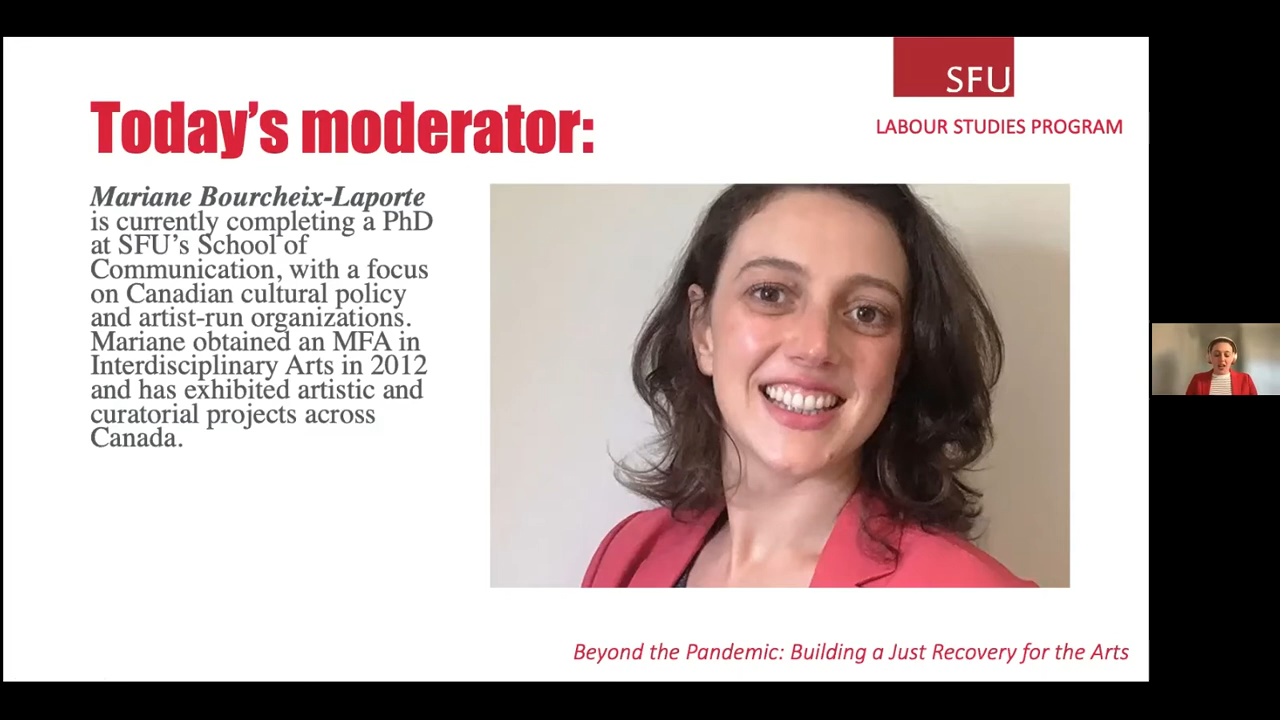 SFU
LABOUR STUDIES PROGRAM
Today's moderator:
Mariane Bourcheix-Laporte
is currently completing a PhD
at SFU's School of
Communication, with a focus
on Canadian cultural policy
and artist-run organizations.
Mariane obtained an MFA in
Interdisciplinary Arts in 2012
and has exhibited artistic and
curatorial projects across
Canada.
Beyond the Pandemic: Building a Just Recovery for the Arts